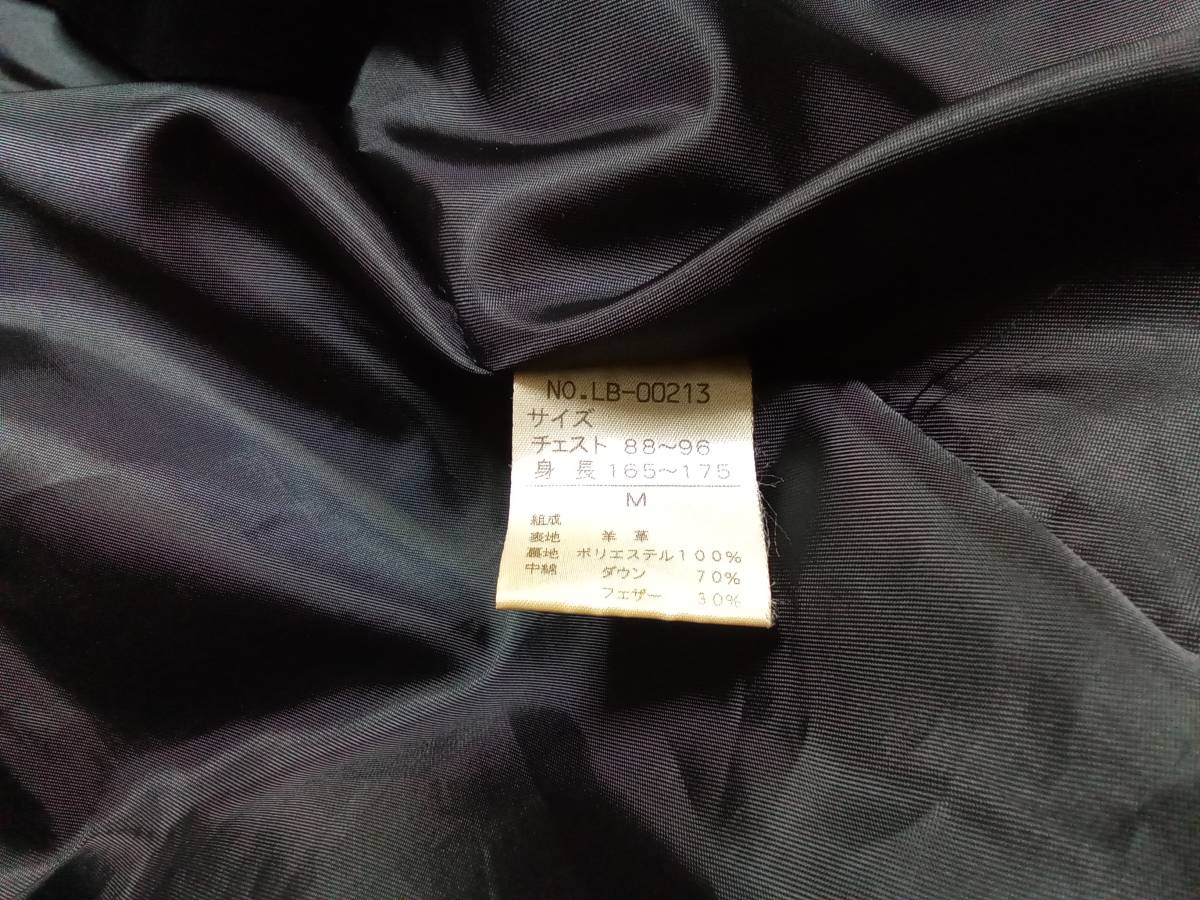 NO.LB-00213
サイズ
チェスト 88～96
身 長 165～175
M
組成
表地 羊 革
裏地 ポリエステル100%
中綿 ダウン 70%
フェザー 30%